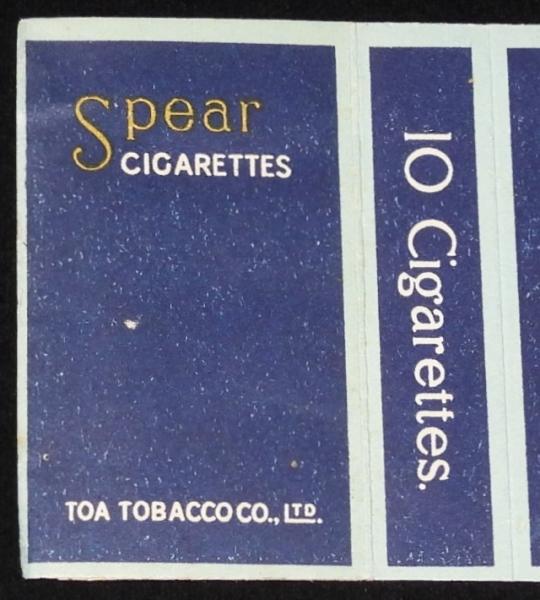 Spear
CIGARETTES
TOA TOBACCO CO., LTD.
10 Cigarettes.